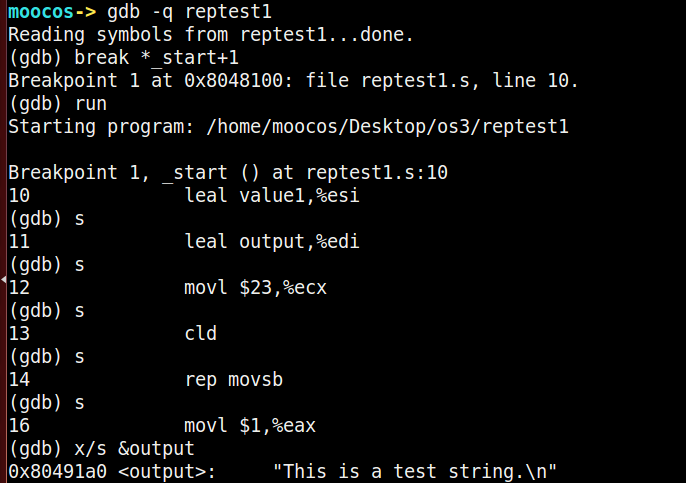 moocos-> gdb -q reptest1
Reading symbols from reptest1...done.
(gdb) break *_start+1
Breakpoint 1 at 0x8048100: file reptest1.s, line 10.
(gdb) run
Starting program: /home/moocos/Desktop/os3/reptest1
Breakpoint 1, _start () at reptest1.s:10
10              leal value1,%esi
(gdb) s
11              leal output,%edi
(gdb) s
12              movl $23,%ecx
(gdb) s
13              cld
(gdb) s
14              rep movsb
(gdb) s
16              movl $1,%eax
(gdb) x/s &output
0x80491a0 <output>:     "This is a test string.\n"